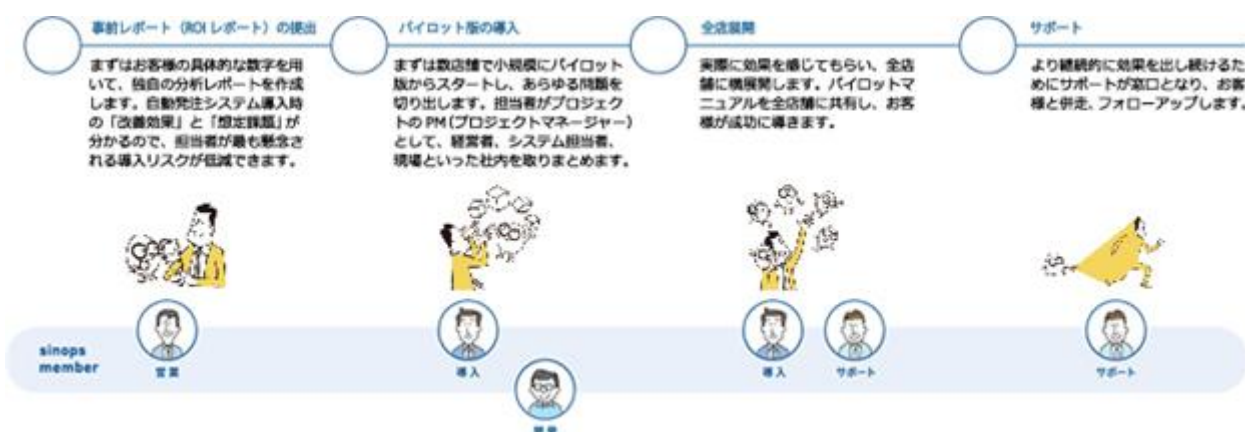 事前レポート（ROIレポート）の提出
まずはお客様の具体的な数字を用
いて、独自の分析レポートを作成
します。自動発注システム導入時
の「改善効果」と「想定課題」が
分かるので、担当者が最も懸念さ
れる導入リスクが低減できます。
パイロット版の導入
まずは数店舗で小規模にパイロット
版からスタートし、あらゆる問題を
切り出します。担当者がプロジェク
トのPM（プロジェクトマネージャー）
として、経営者、システム担当者、
現場といった社内を取りまとめます。
全店展開
実際に効果を感じてもらい、全店
舗に横展開します。パイロットマ
ニュアルを全店舗に共有し、お客
様が成功に導きます。
サポート
より継続的に効果を出し続けるた
めにサポートが窓口となり、お客
様と併走、フォローアップします。
sinops
member
営業
導入
導入
サポート
サポート